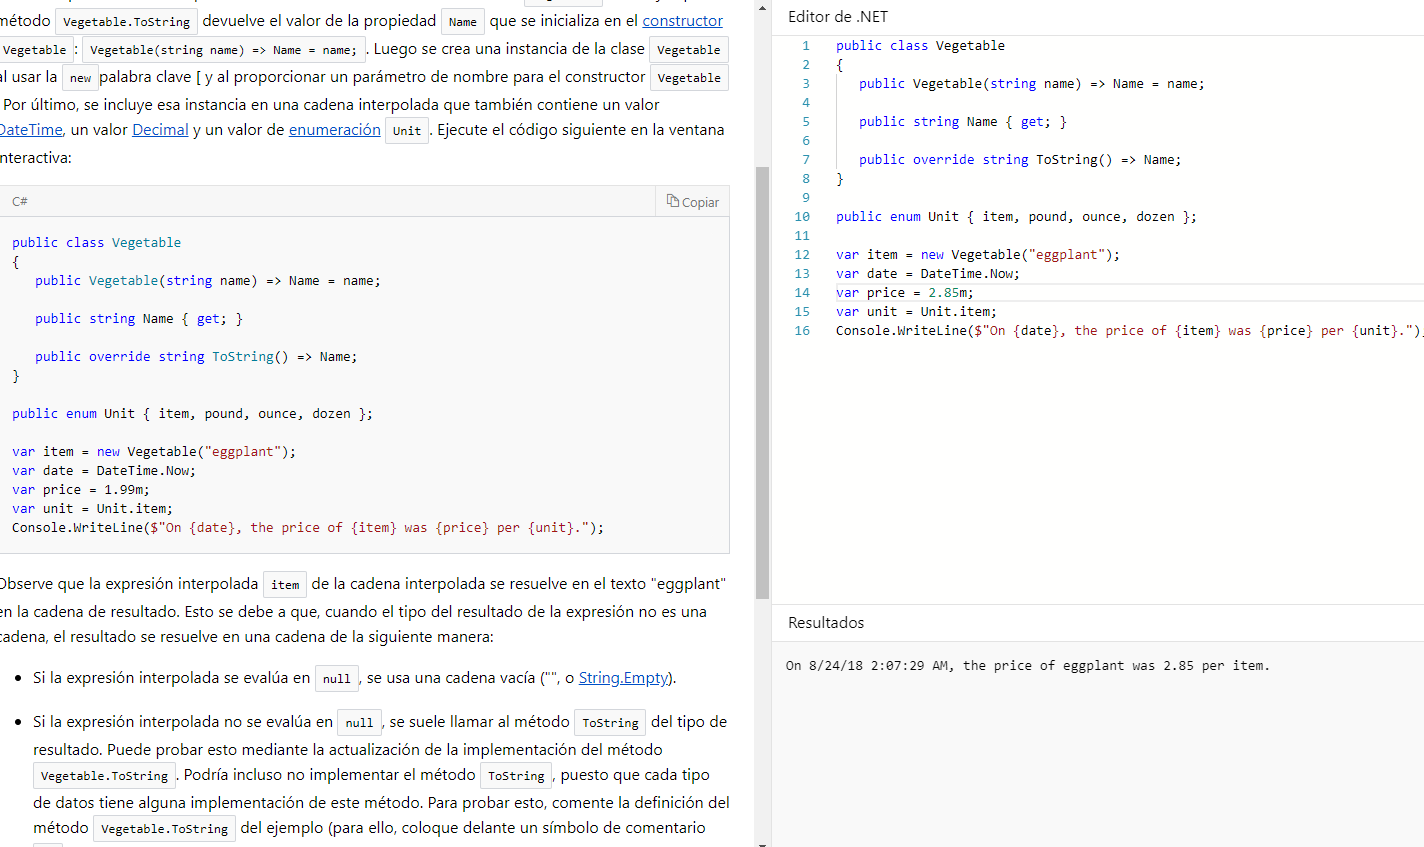 método Vegetable.ToString devuelve el valor de la propiedad Name que se inicializa en el constructor
Vegetable : Vegetable(string name) => Name = name; . Luego se crea una instancia de la clase Vegetable
al usar la new palabra clave [ y al proporcionar un parámetro de nombre para el constructor Vegetable
. Por último, se incluye esa instancia en una cadena interpolada que también contiene un valor
DateTime, un valor Decimal y un valor de enumeración Unit . Ejecute el código siguiente en la ventana
interactiva:
C#
Copiar
public class Vegetable
{
public Vegetable(string name) => Name = name;
public string Name { get; }
public override string ToString() => Name;
}
public enum Unit { item, pound, ounce, dozen };
var item = new Vegetable("eggplant");
var date = DateTime.Now;
var price = 1.99m;
var unit = Unit.item;
Console.WriteLine($"On {date}, the price of {item} was {price} per {unit}.");
Observe que la expresión interpolada item de la cadena interpolada se resuelve en el texto "eggplant"
en la cadena de resultado. Esto se debe a que, cuando el tipo del resultado de la expresión no es una
cadena, el resultado se resuelve en una cadena de la siguiente manera:
• Si la expresión interpolada se evalúa en null , se usa una cadena vacía ("", o String.Empty).
• Si la expresión interpolada no se evalúa en null , se suele llamar al método ToString del tipo de
resultado. Puede probar esto mediante la actualización de la implementación del método
Vegetable.ToString . Podría incluso no implementar el método ToString , puesto que cada tipo
de datos tiene alguna implementación de este método. Para probar esto, comente la definición del
método Vegetable.ToString del ejemplo (para ello, coloque delante un símbolo de comentario
Editor de .NET
1 public class Vegetable
2 {
3 public Vegetable(string name) => Name = name;
4
5 public string Name { get; }
6
7 public override string ToString() => Name;
8 }
9
10 public enum Unit { item, pound, ounce, dozen };
11
12 var item = new Vegetable("eggplant");
13 var date = DateTime.Now;
14 var price = 2.85m;
15 var unit = Unit.item;
16 Console.WriteLine($"On {date}, the price of {item} was {price} per {unit}.")
Resultados
On 8/24/18 2:07:29 AM, the price of eggplant was 2.85 per item.